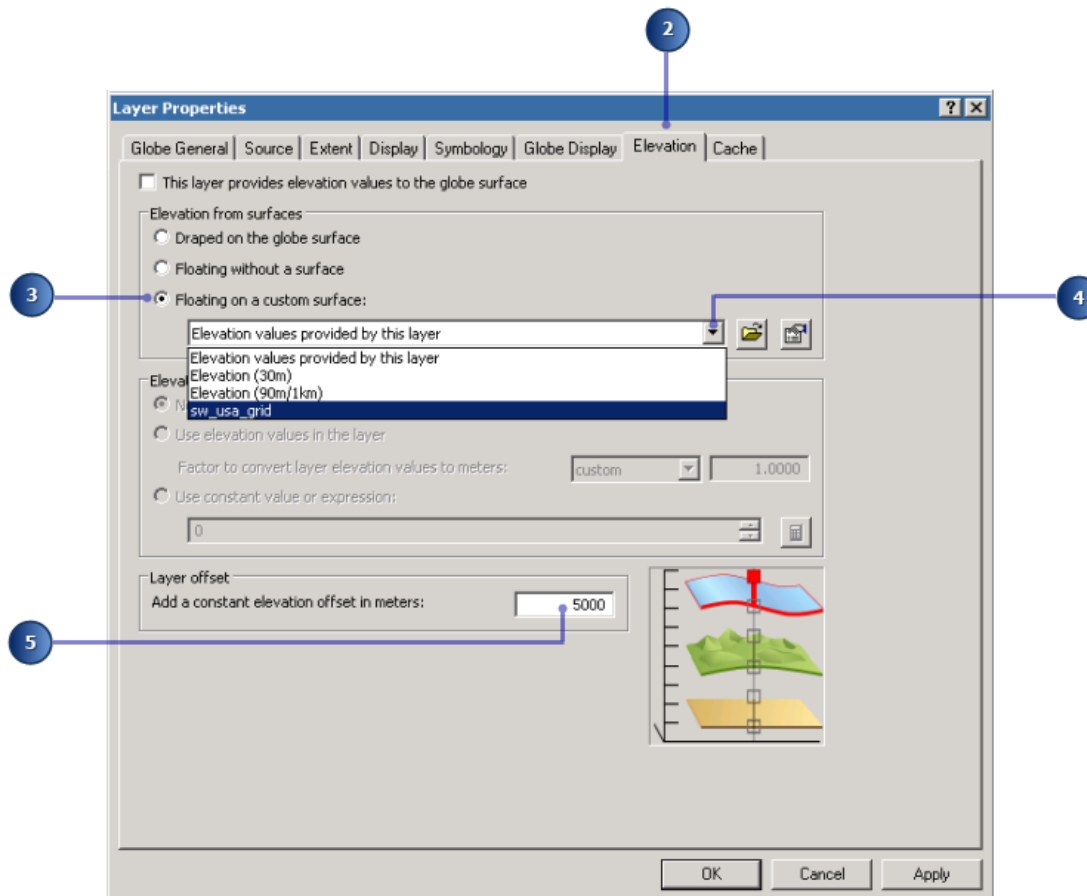 2
Layer Properties
Globe General Source Extent Display Symbology Globe Display Elevation Cache
This layer provides elevation values to the globe surface
Elevation from surfaces
Draped on the globe surface
Floating without a surface
3
Floating on a custom surface:
4
Elevation values provided by this layer
Elevation values provided by this layer
Elevation (30m)
Elevation (90m/1km)
sw_usa_grid
Use elevation values in the layer
Factor to convert layer elevation values to meters: custom 1.0000
Use constant value or expression:
0
Layer offset
Add a constant elevation offset in meters: 5000
5
OK Cancel Apply